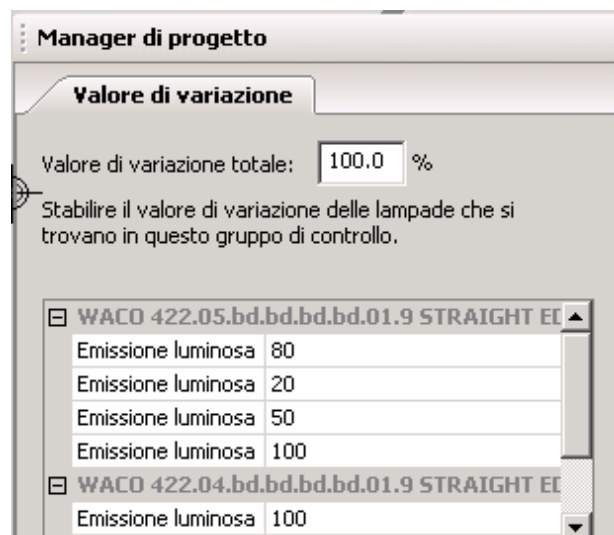 Manager di progetto
Valore di variazione
Valore di variazione totale: 100.0 %
Stabilire il valore di variazione delle lampade che si
trovano in questo gruppo di controllo.
WACO 422.05.bd.bd.bd.bd.01.9 STRAIGHT
Emissione luminosa 80
Emissione luminosa 20
Emissione luminosa 50
Emissione luminosa 100
WACO 422.04.bd.bd.bd.bd.01.9 STRAIGHT
Emissione luminosa 100